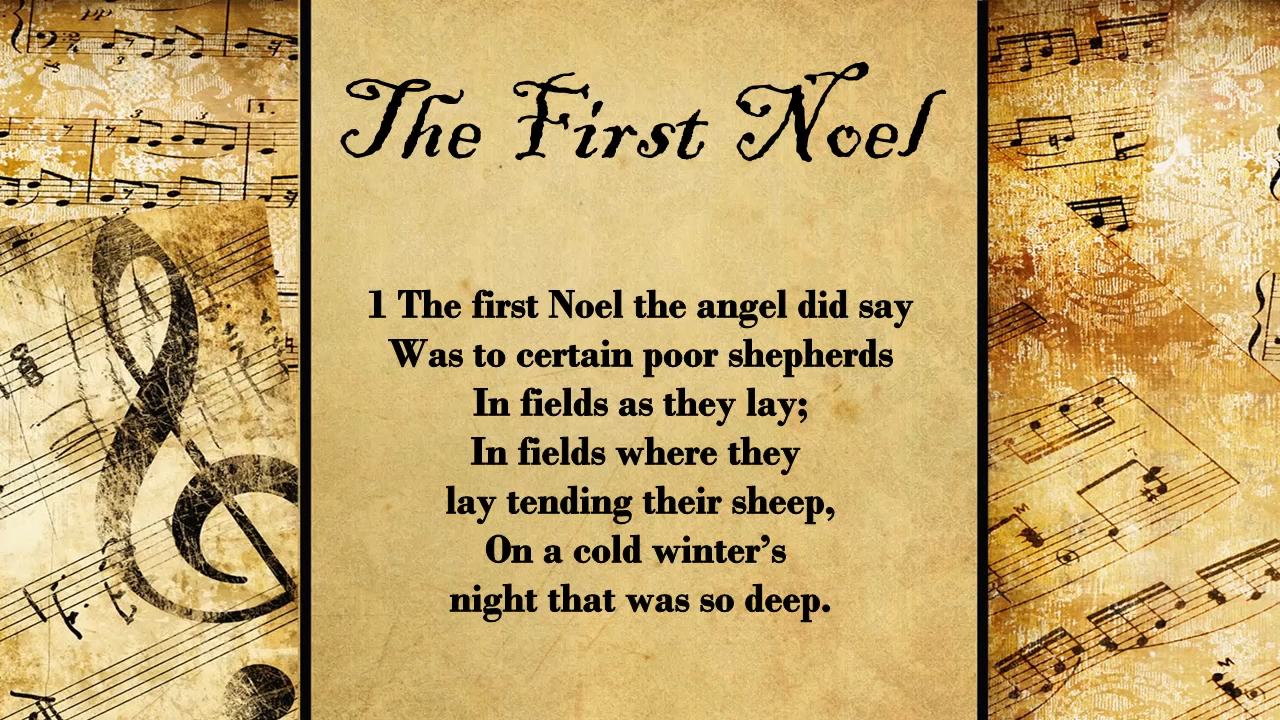 The First Noel
1 The first Noel the angel did say
Was to certain poor shepherds
In fields as they lay;
In fields where they
lay tending their sheep,
On a cold winter’s
night that was so deep.